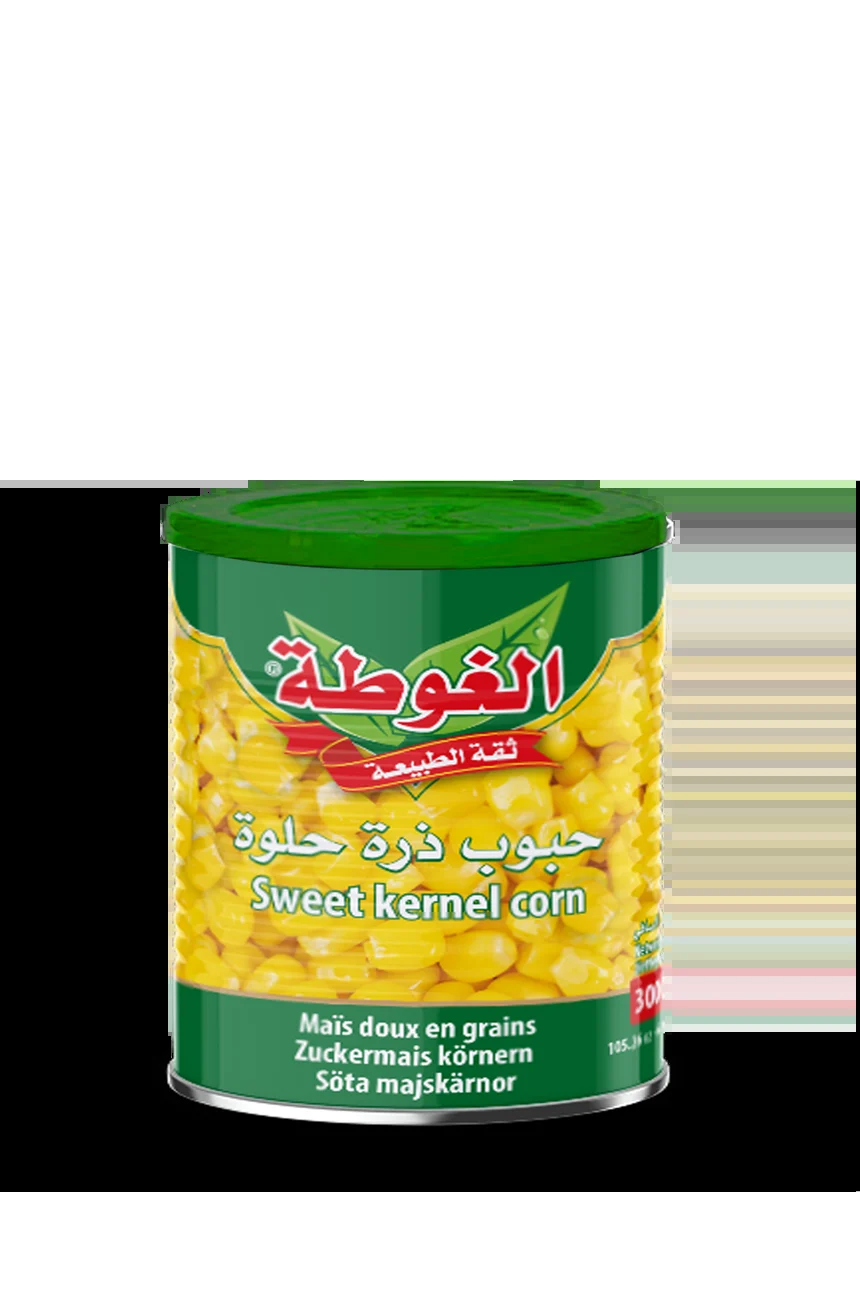 الغوطة
®
ثقة الطبيعة
حبوب ذرة حلوة
Sweet kernel corn
Maïs doux en grains
Zuckermais körnern
Söta majskärnor